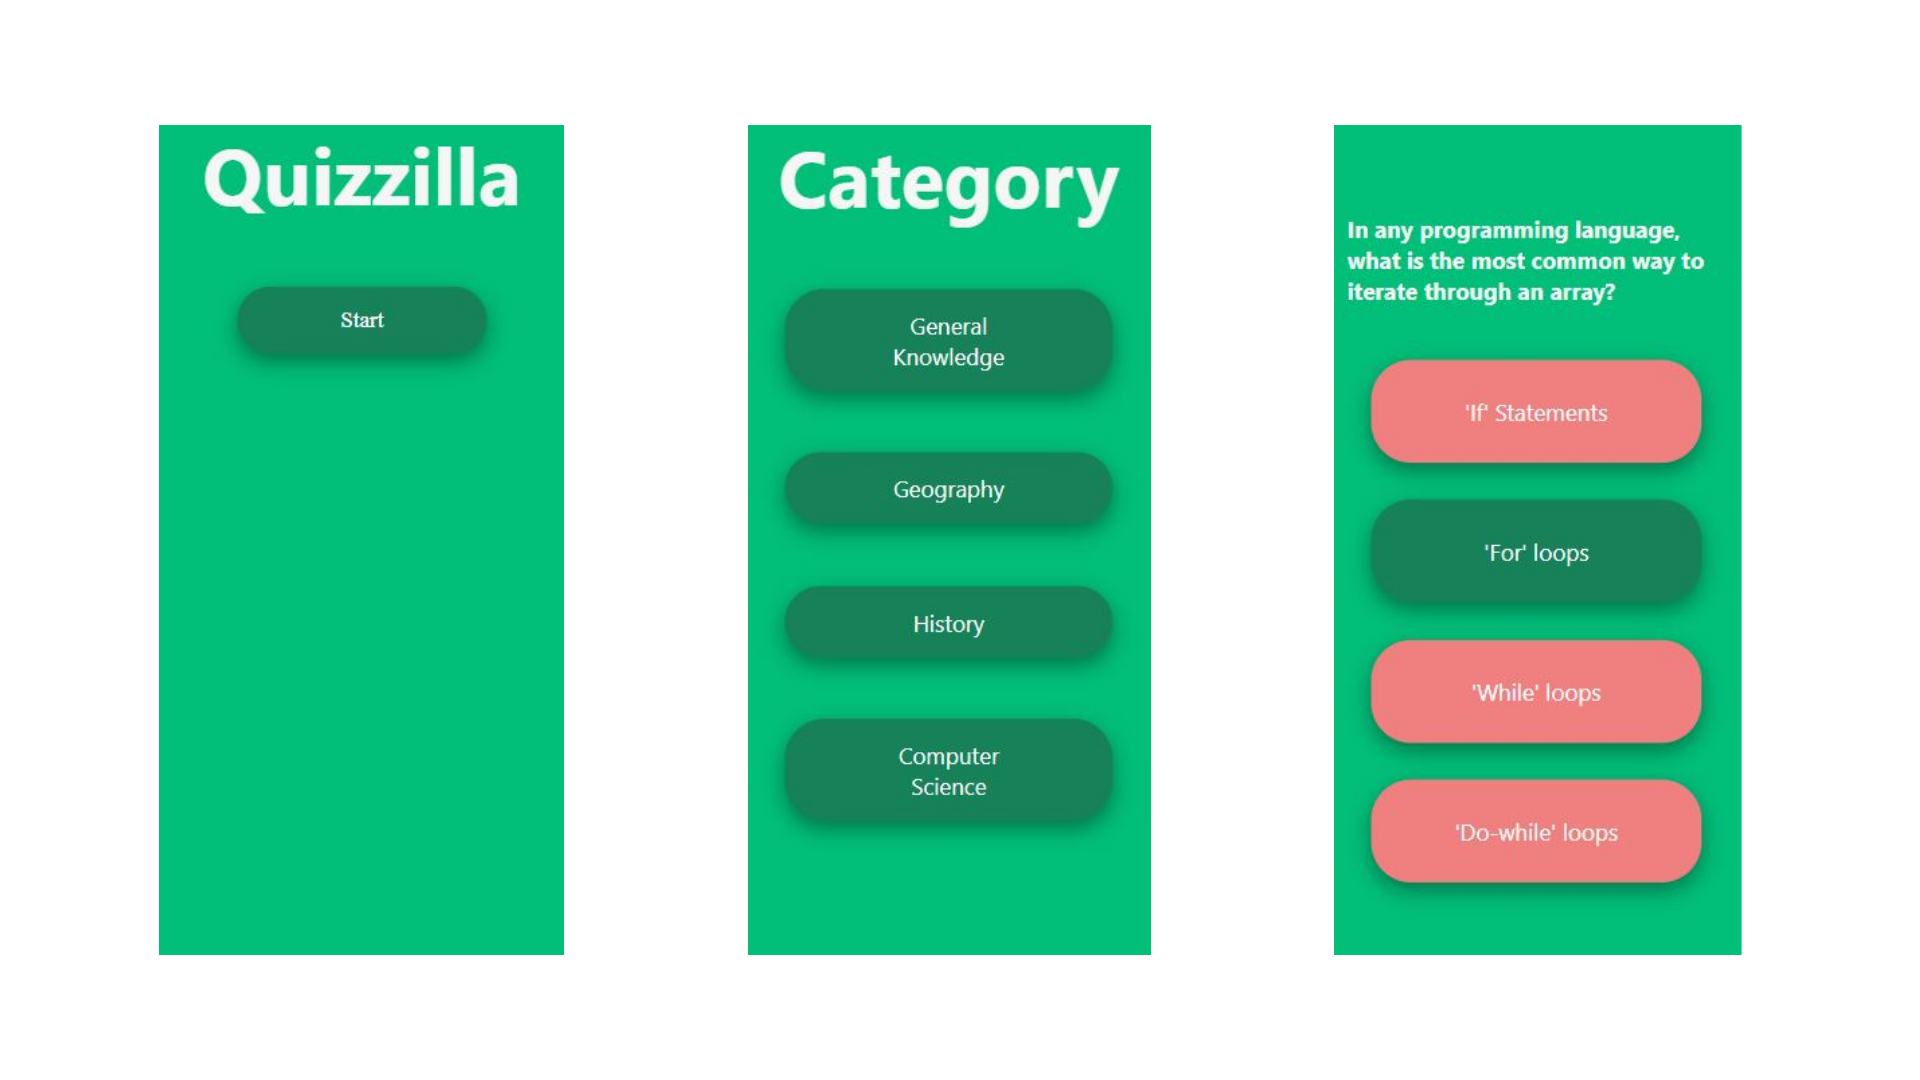 Quizzilla
Start
Category
General
Knowledge
Geography
History
Computer
Science
In any programming language,
what is the most common way to
iterate through an array?
'If' Statements
'For' loops
'While' loops
'Do-while' loops